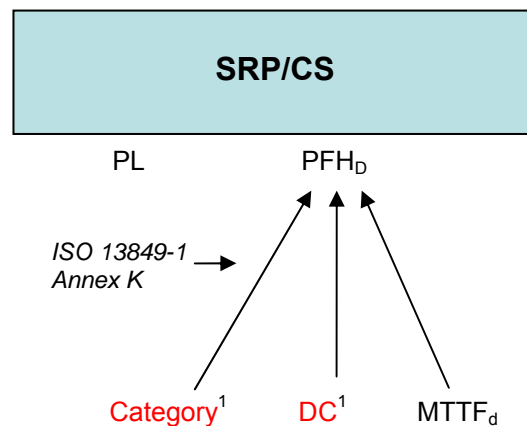 SRP/CS
PL PFHD
ISO 13849-1
Annex K
Category1 DC1 MTTFd